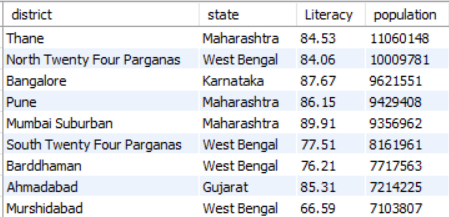 district state Literacy population
Thane Maharashtra 84.53 11060148
North Twenty Four Parganas West Bengal 84.06 10009781
Bangalore Karnataka 87.67 9621551
Pune Maharashtra 86.15 9429408
Mumbai Suburban Maharashtra 89.91 9356962
South Twenty Four Parganas West Bengal 77.51 8161961
Barddhaman West Bengal 76.21 7717563
Ahmadabad Gujarat 85.31 7214225
Murshidabad West Bengal 66.59 7103807